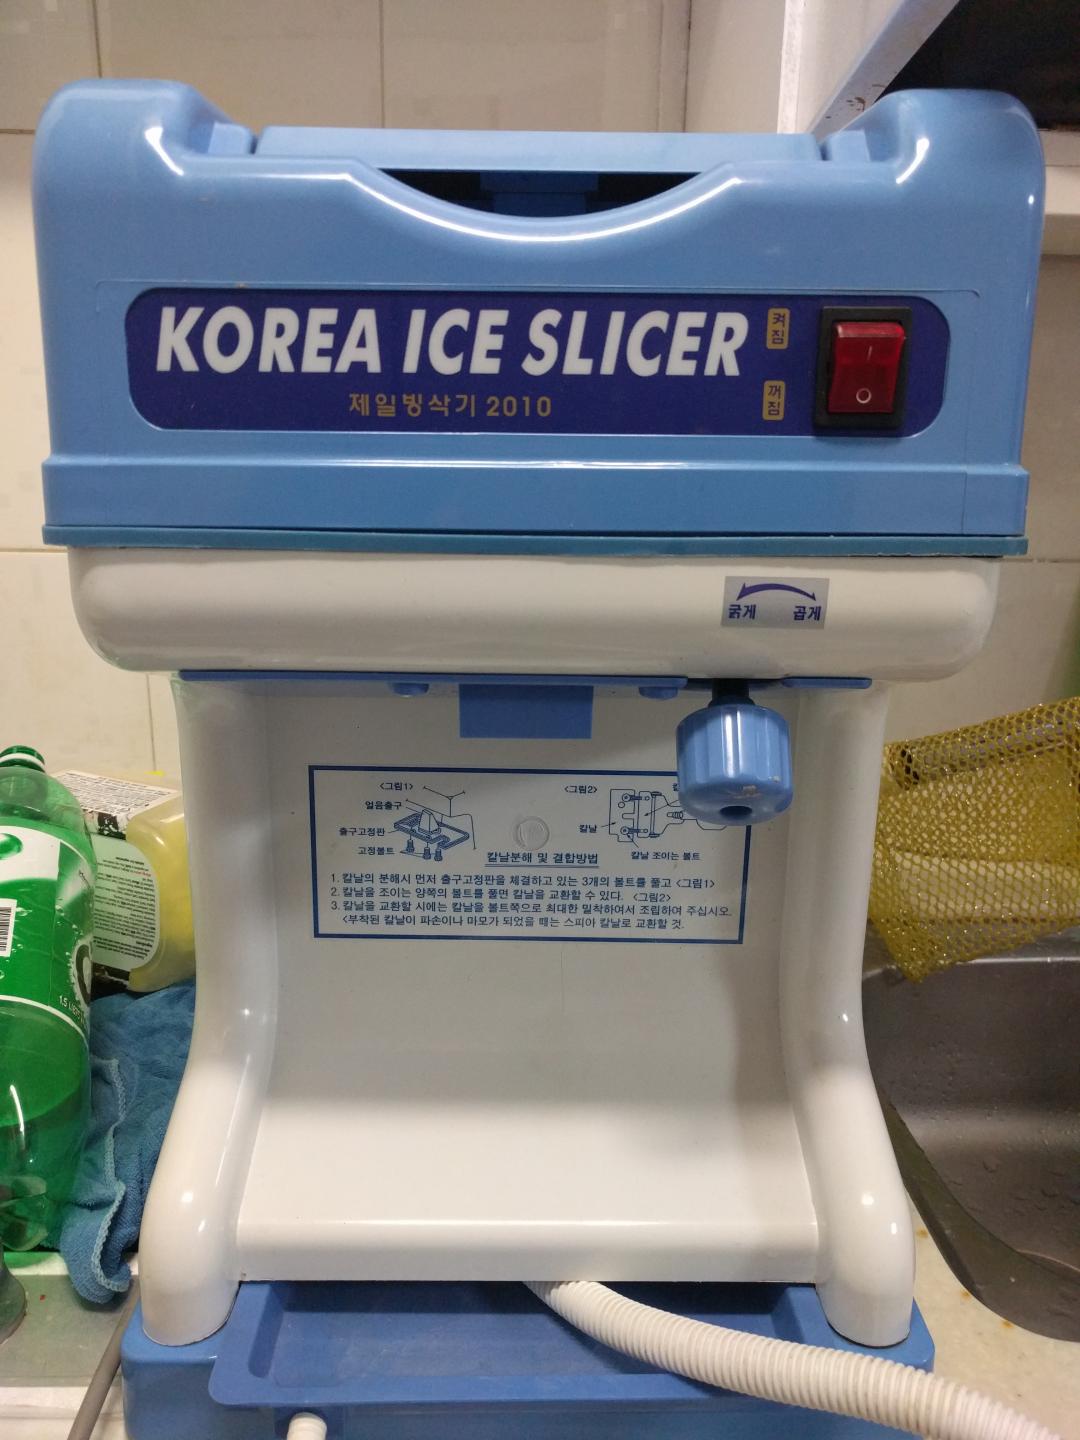 KOREA ICE SLICER
제일빙삭기 2010
켜짐
꺼짐
굵게 곱게
<그림1>
얼음출구
출구고정판
고정볼트
<그림2>
칼날
칼날 조이는 볼트
칼날분해 및 결합방법
1. 칼날의 분해시 먼저 출구고정판을 체결하고 있는 3개의 볼트를 풀고 <그림1>
2. 칼날을 조이는 양쪽의 볼트를 풀면 칼날을 교환할 수 있다. <그림2>
3. 칼날을 교환할 시에는 칼날을 볼트쪽으로 최대한 밀착하여서 조립하여 주십시오.
<부착된 칼날이 파손이나 마모가 되었을 때는 스피아 칼날로 교환할 것.